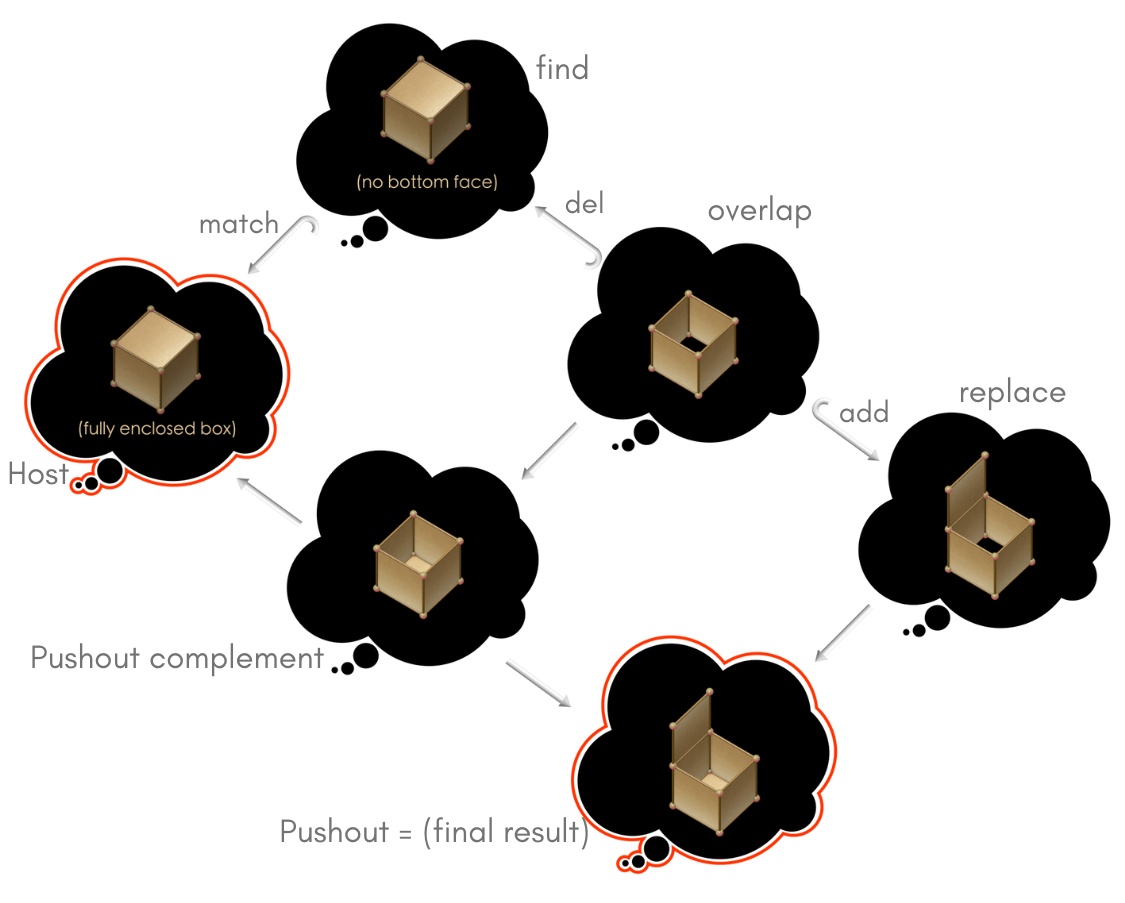 find
(no bottom face)
del
overlap
match
replace
add
(fully enclosed box)
Host
Pushout complement
Pushout = (final result)